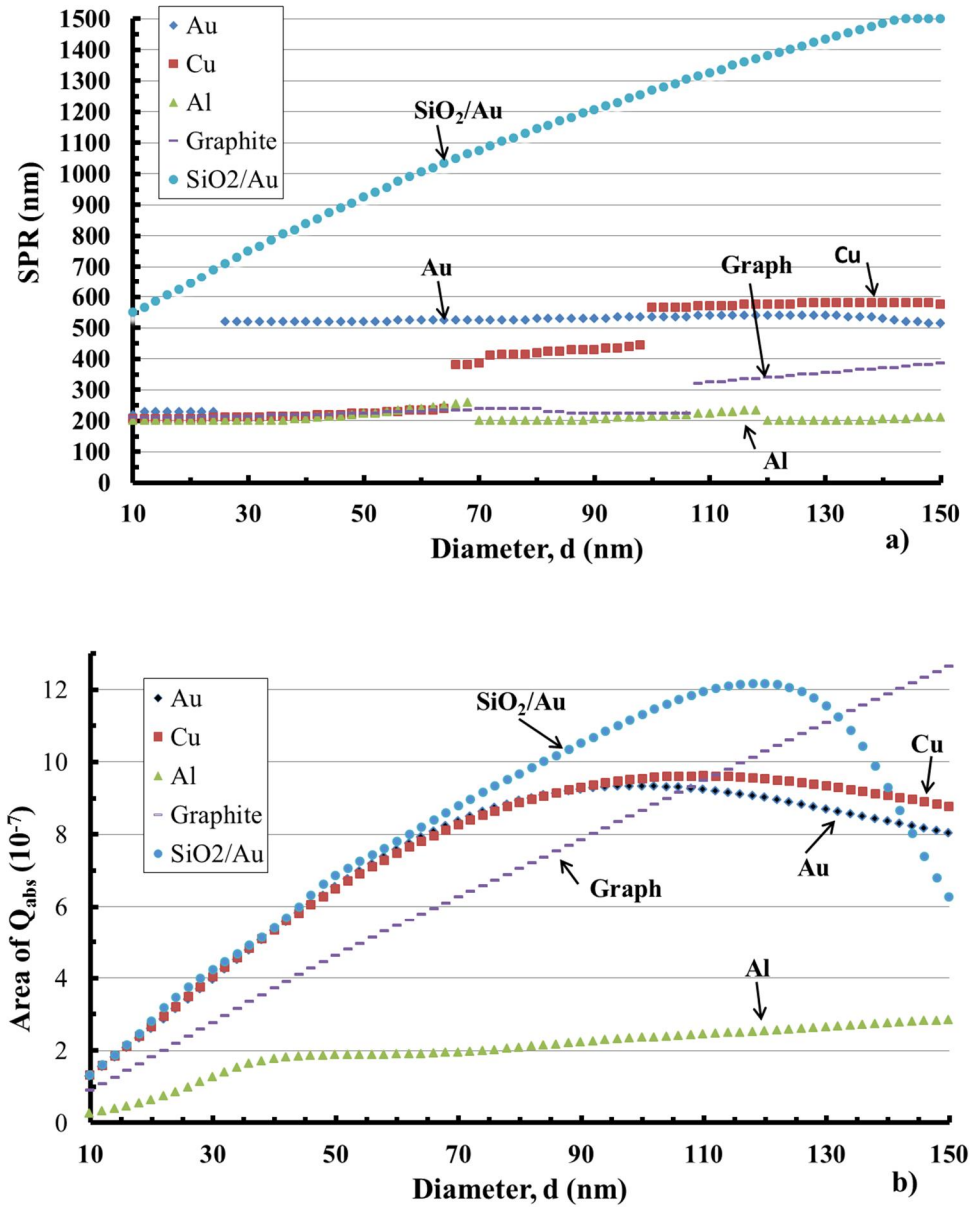 1500
1400
1300
1200
1100
1000
900
800
700
600
500
400
300
200
100
0
SPR (nm)
Au
Cu
Al
Graphite
SiO2/Au
SiO₂/Au
Au
Graph
Cu
Al
10 30 50 70 90 110 130 150
Diameter, d (nm)
a)
12
10
8
6
4
2
0
Area of Qabs (10⁻⁷)
Au
Cu
Al
Graphite
SiO2/Au
SiO₂/Au
Cu
Au
Graph
Al
10 30 50 70 90 110 130 150
Diameter, d (nm)
b)